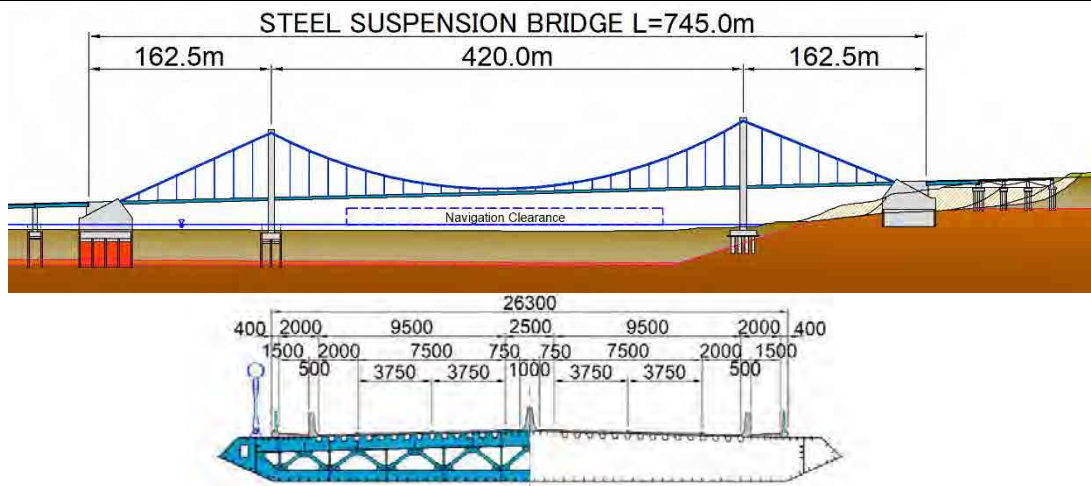 STEEL SUSPENSION BRIDGE L=745.0m
162.5m 420.0m 162.5m
Navigation Clearance
26300
400 2000 9500 2500 9500 2000 400
1500 2000 7500 750 750 7500 2000 1500
500 3750 3750 1000 3750 3750 500